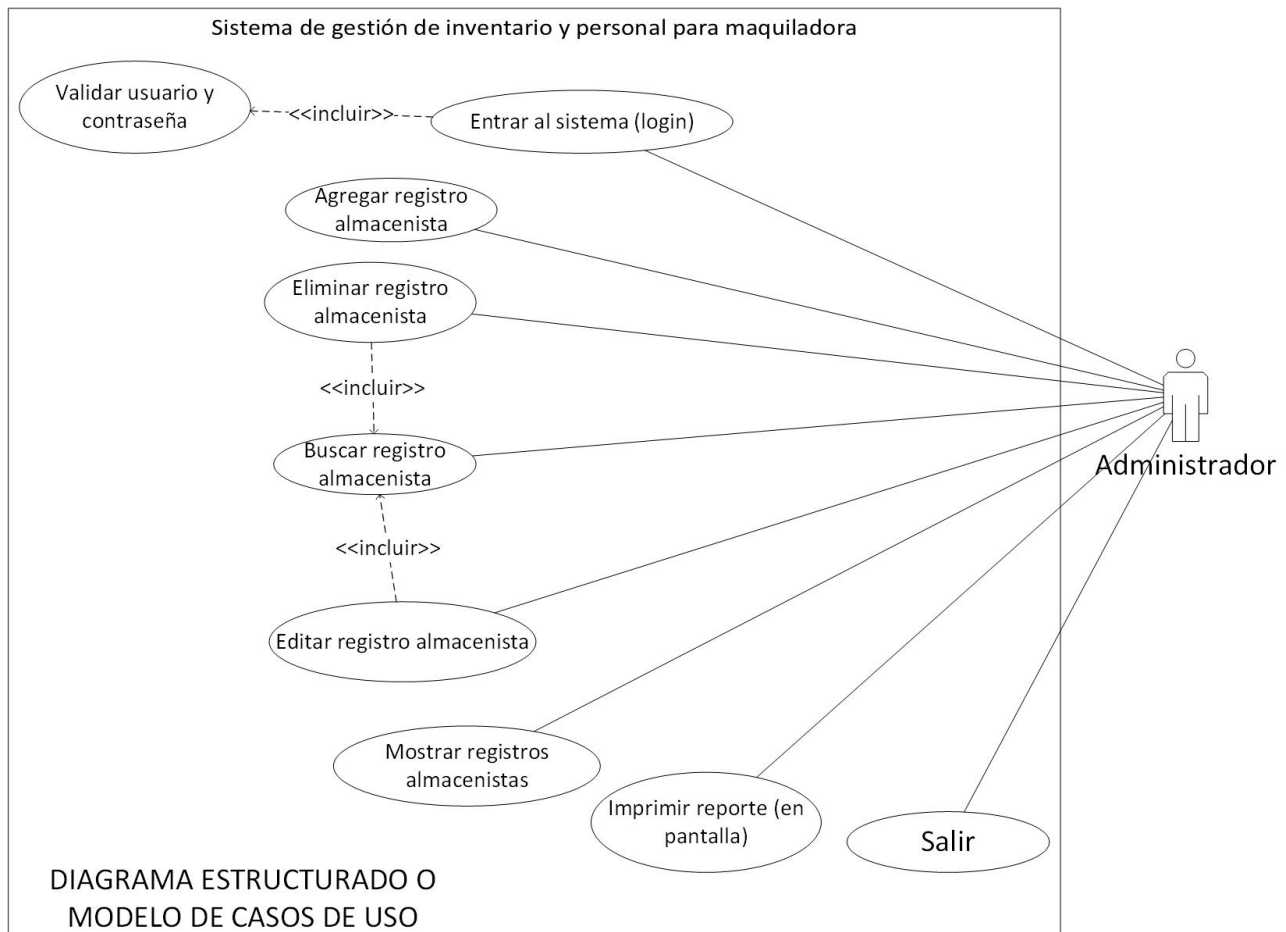 Sistema de gestión de inventario y personal para maquiladora
Validar usuario y
contraseña
<<incluir>>
Entrar al sistema (login)
Agregar registro
almacenista
Eliminar registro
almacenista
<<incluir>>
Buscar registro
almacenista
<<incluir>>
Editar registro almacenista
Mostrar registros
almacenistas
Imprimir reporte (en
pantalla)
Salir
Administrador
DIAGRAMA ESTRUCTURADO O
MODELO DE CASOS DE USO